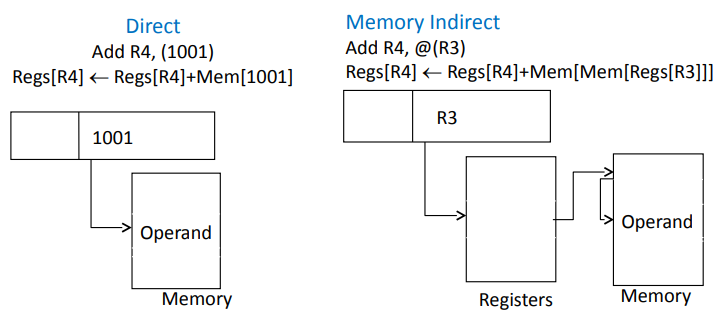 Direct
Add R4, (1001)
Regs[R4] ← Regs[R4]+Mem[1001]
1001
Operand
Memory
Memory Indirect
Add R4, @(R3)
Regs[R4] ← Regs[R4]+Mem[Mem[Regs[R3]]]
R3
Operand
Registers
Memory